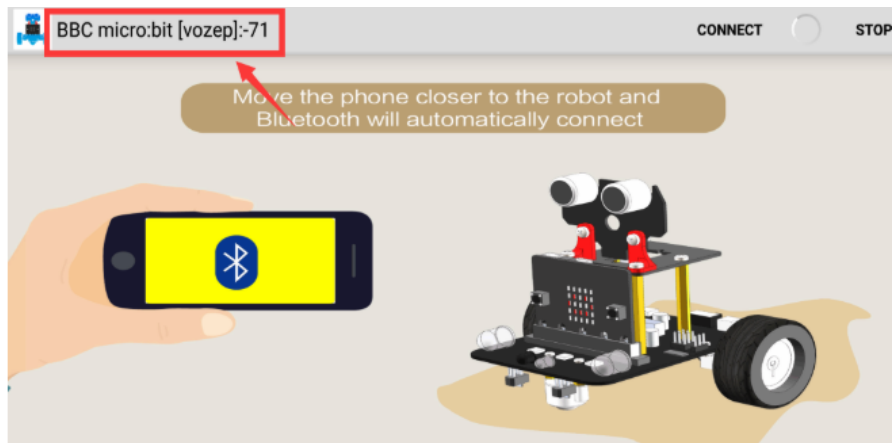 BBC micro:bit [vozep]:-71
CONNECT
STOP
Move the phone closer to the robot and
Bluetooth will automatically connect